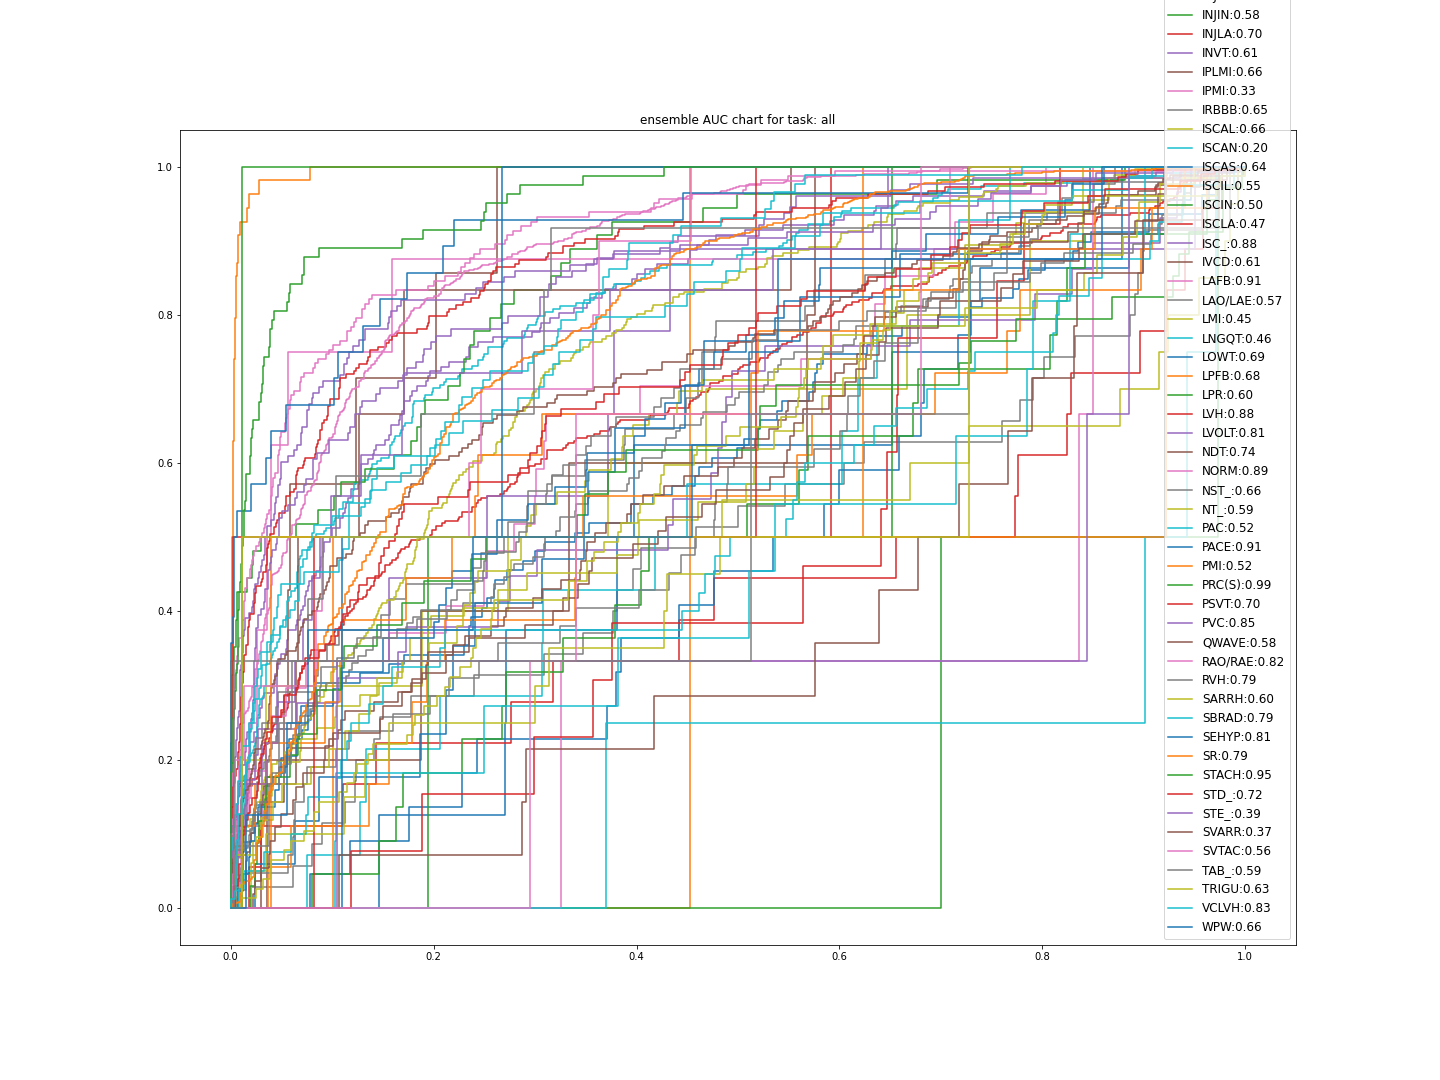 INJIN:0.58
INJLA:0.70
INVT:0.61
IPLMI:0.66
IPMI:0.33
IRBBB:0.65
ISCAL:0.66
ISCAN:0.20
ISCAS:0.64
ISCIL:0.55
ISCIN:0.50
ISCLA:0.47
ISC_:0.88
IVCD:0.61
LAFB:0.91
LAO/LAE:0.57
LMI:0.45
LNGQT:0.46
LOWT:0.69
LPFB:0.68
LPR:0.60
LVH:0.88
LVOLT:0.81
NDT:0.74
NORM:0.89
NST_:0.66
NT_:0.59
PAC:0.52
PACE:0.91
PMI:0.52
PRC(S):0.99
PSVT:0.70
PVC:0.85
QWAVE:0.58
RAO/RAE:0.82
RVH:0.79
SARRH:0.60
SBRAD:0.79
SEHYP:0.81
SR:0.79
STACH:0.95
STD_:0.72
STE_:0.39
SVARR:0.37
SVTAC:0.56
TAB_:0.59
TRIGU:0.63
VCLVH:0.83
WPW:0.66
ensemble AUC chart for task: all
1.0
0.8
0.6
0.4
0.2
0.0
0.0 0.2 0.4 0.6 0.8 1.0